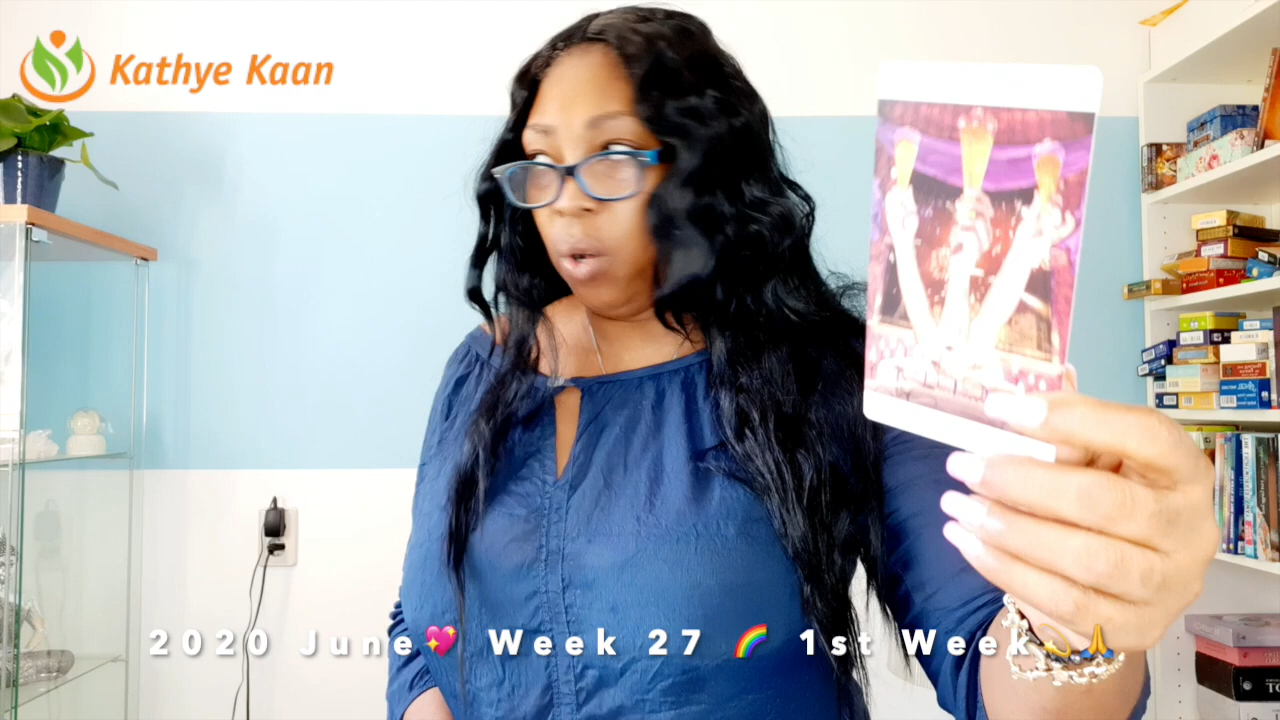 Kathye Kaan
2020 June💖 Week 27 🌈 1st Week💫🙏